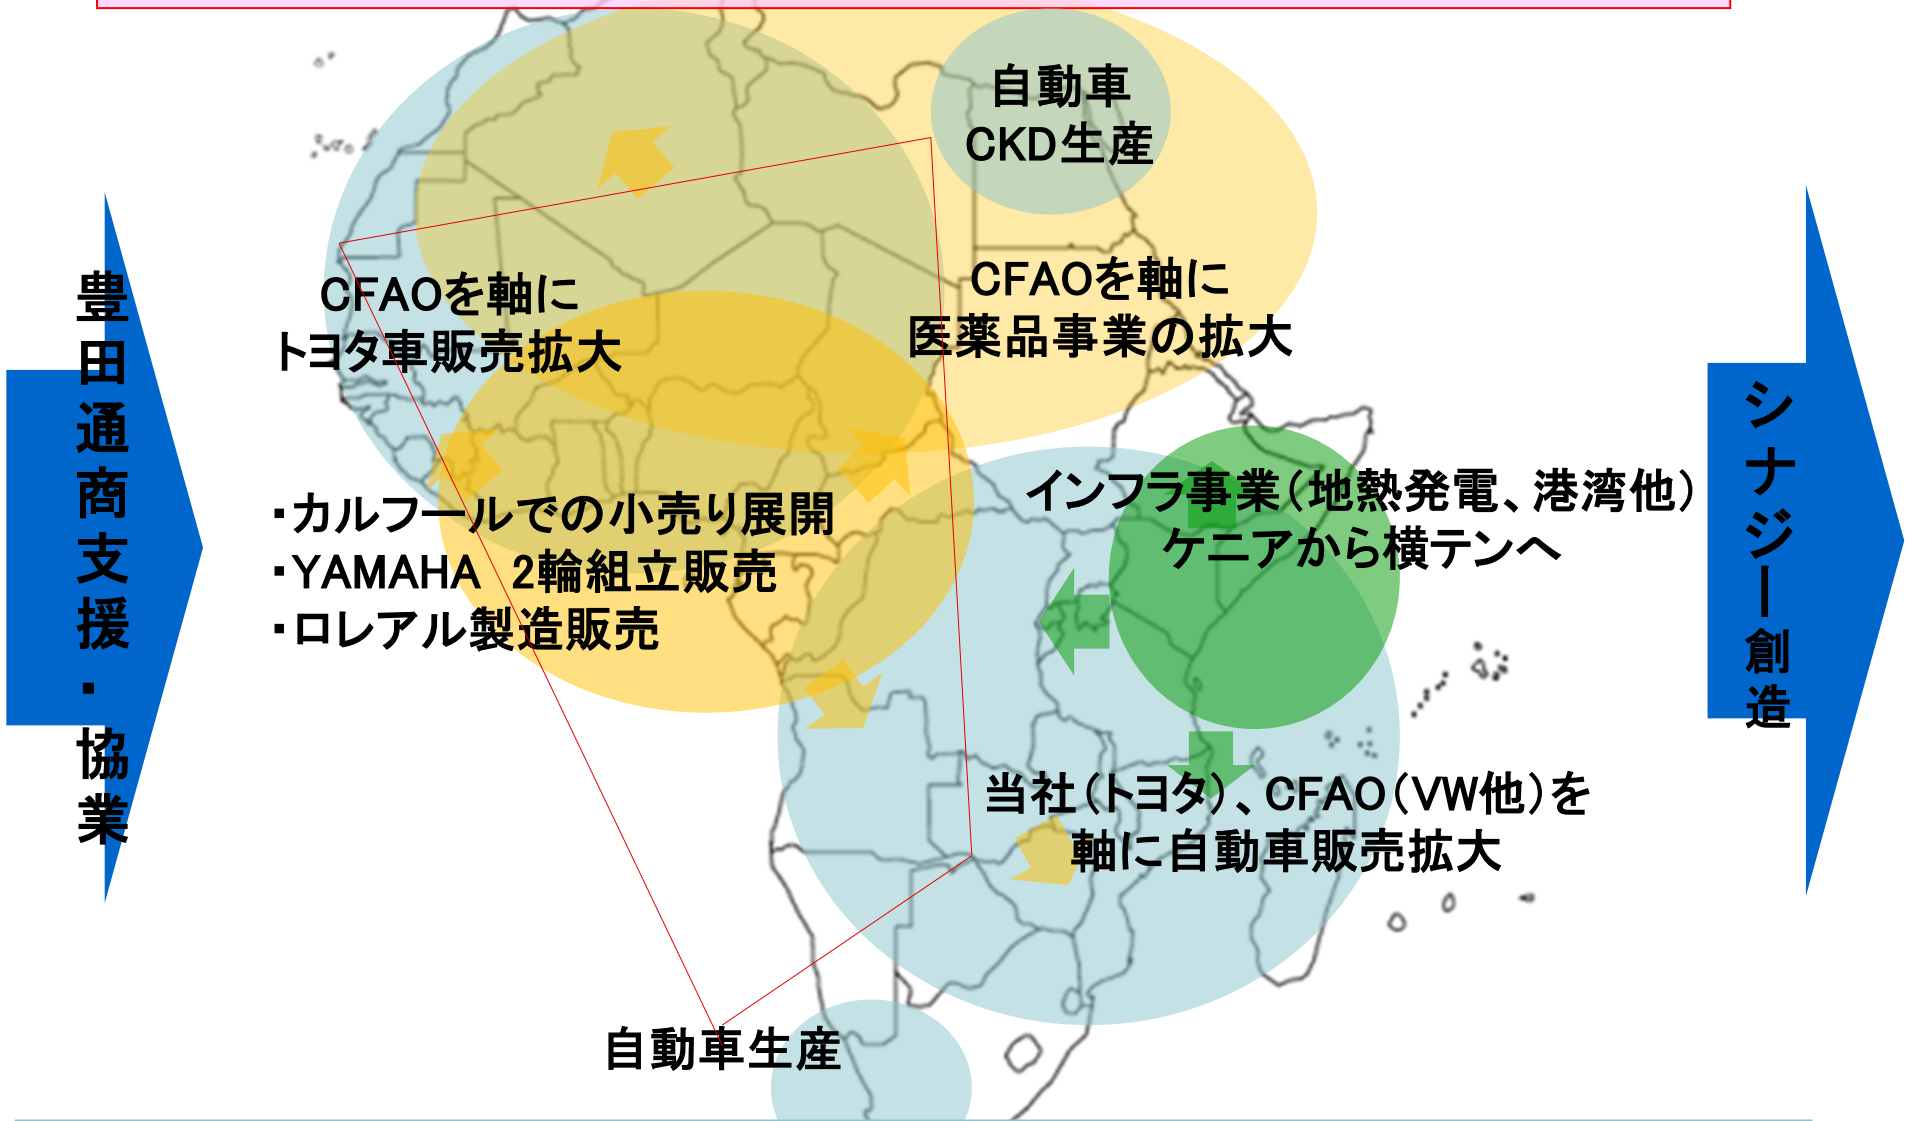 自動車
CKD生産
CFAOを軸に
トヨタ車販売拡大
CFAOを軸に
医薬品事業の拡大
豊田通商支援・協業
シナジー創造
・カルフールでの小売り展開
・YAMAHA 2輪組立販売
・ロレアル製造販売
インフラ事業（地熱発電、港湾他）
ケニアから横テンへ
当社（トヨタ）、CFAO（VW他）を
軸に自動車販売拡大
自動車生産